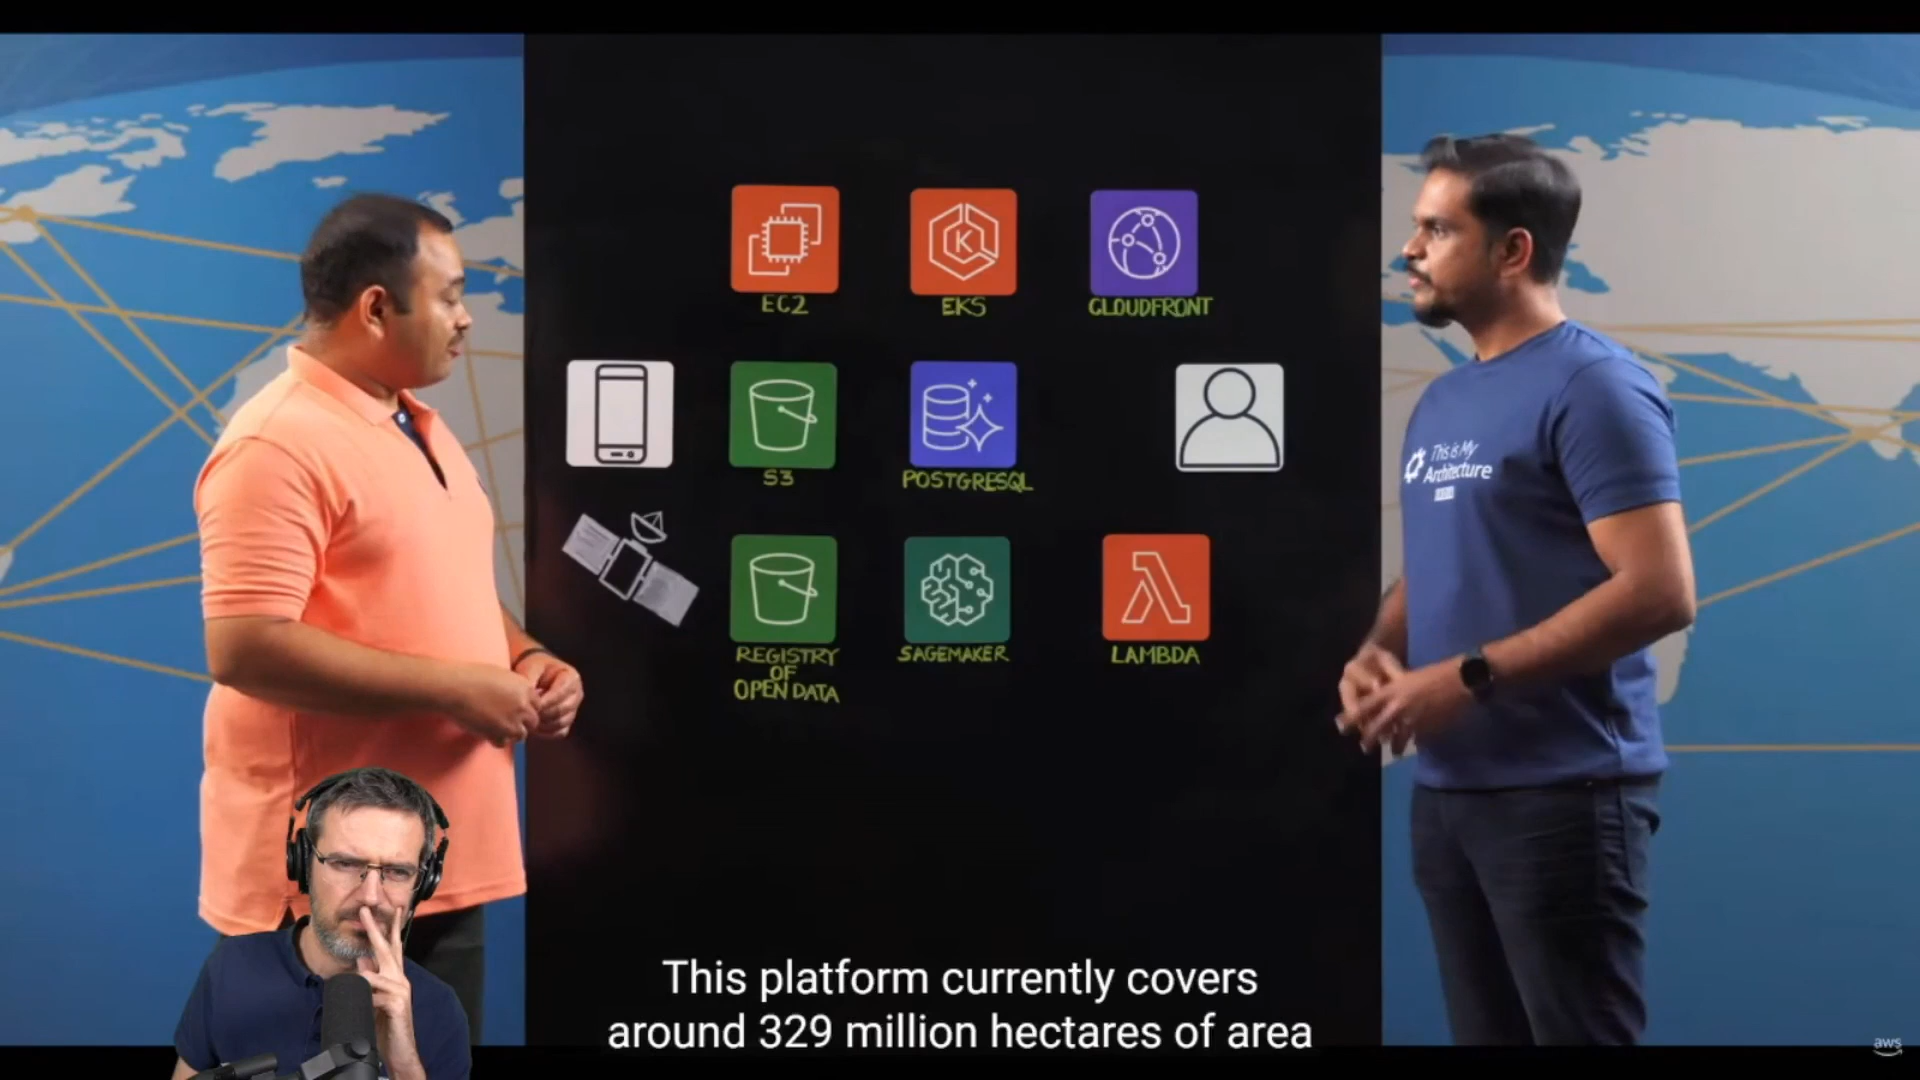 EC2
EKS
CLOUDFRONT
S3
POSTGRESQL
REGISTRY
OF
OPEN DATA
SAGEMAKER
LAMBDA
This is My
Architecture
This platform currently covers
around 329 million hectares of area
aws